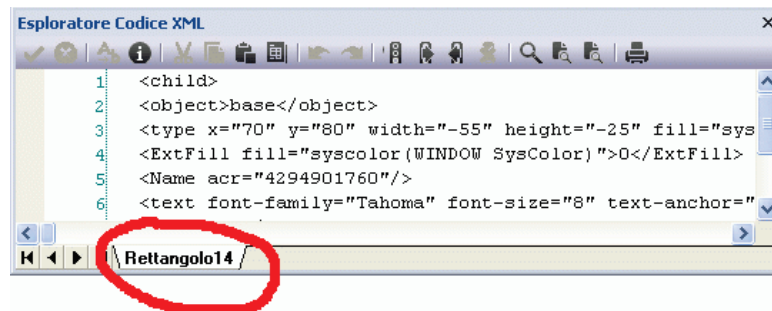 Esploratore Codice XML
1 <child>
2 <object>base</object>
3 <type x="70" y="80" width="-55" height="-25" fill="sys
4 <ExtFill fill="syscolor(WINDOW SysColor)">0</ExtFill>
5 <Name acr="4294901760"/>
6 <text font-family="Tahoma" font-size="8" text-anchor="
Rettangolo14